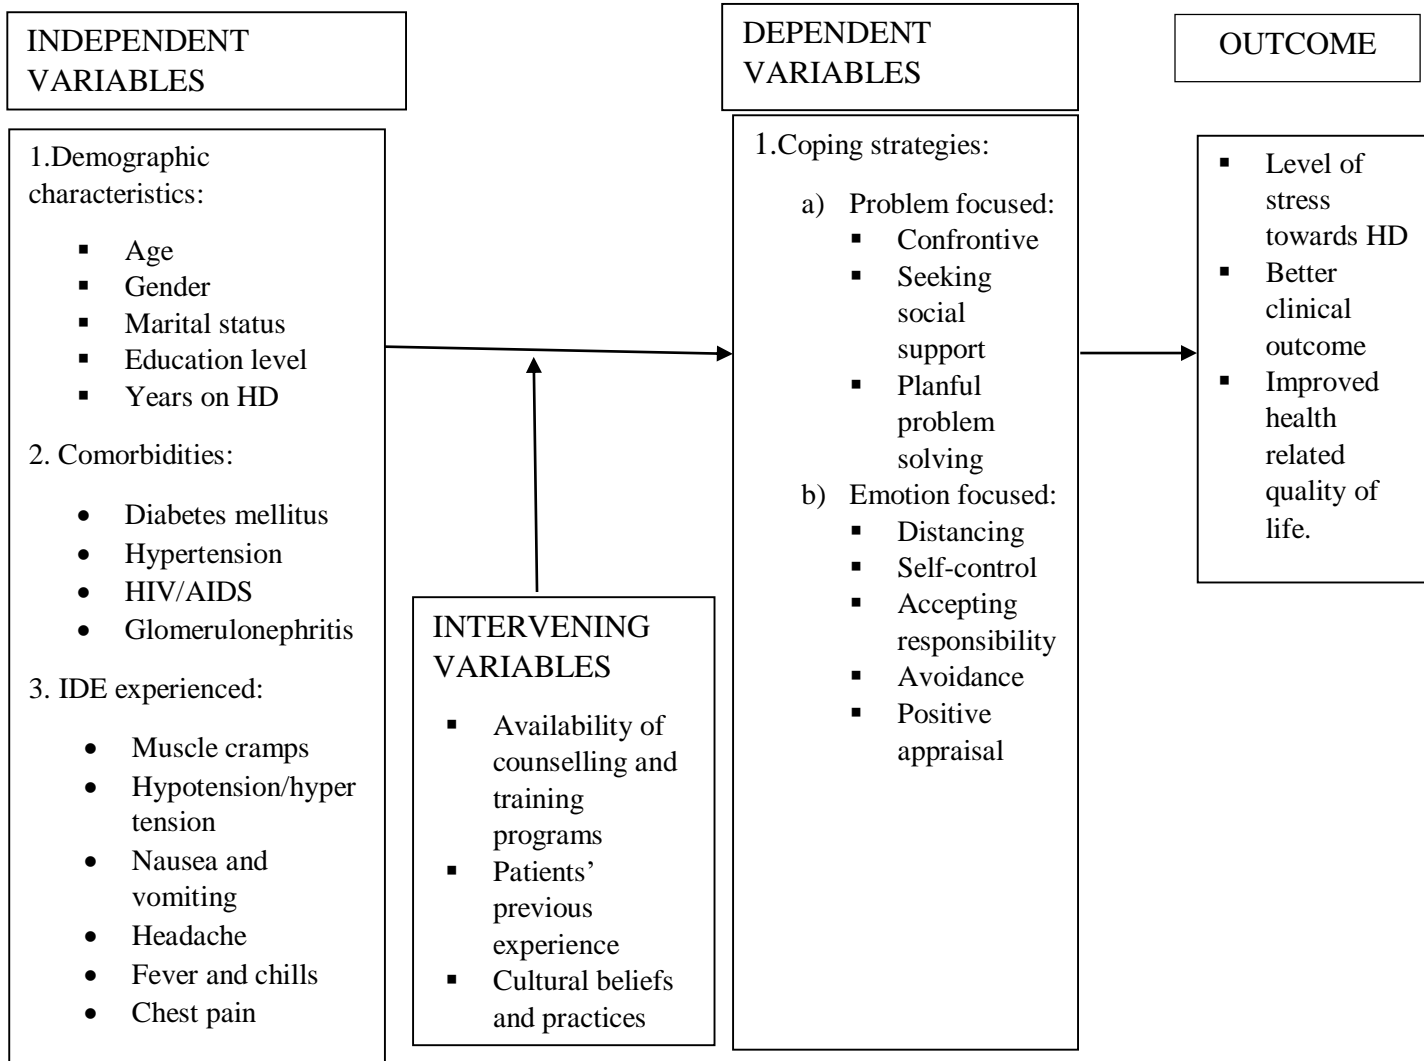 INDEPENDENT
VARIABLES
1.Demographic
characteristics:
▪ Age
▪ Gender
▪ Marital status
▪ Education level
▪ Years on HD
2. Comorbidities:
• Diabetes mellitus
• Hypertension
• HIV/AIDS
• Glomerulonephritis
3. IDE experienced:
• Muscle cramps
• Hypotension/hyper
tension
• Nausea and
vomiting
• Headache
• Fever and chills
• Chest pain
INTERVENING
VARIABLES
▪ Availability of
counselling and
training
programs
▪ Patients’
previous
experience
▪ Cultural beliefs
and practices
DEPENDENT
VARIABLES
1.Coping strategies:
a) Problem focused:
▪ Confrontive
▪ Seeking
social
support
▪ Planful
problem
solving
b) Emotion focused:
▪ Distancing
▪ Self-control
▪ Accepting
responsibility
▪ Avoidance
▪ Positive
appraisal
OUTCOME
▪ Level of
stress
towards HD
▪ Better
clinical
outcome
▪ Improved
health
related
quality of
life.